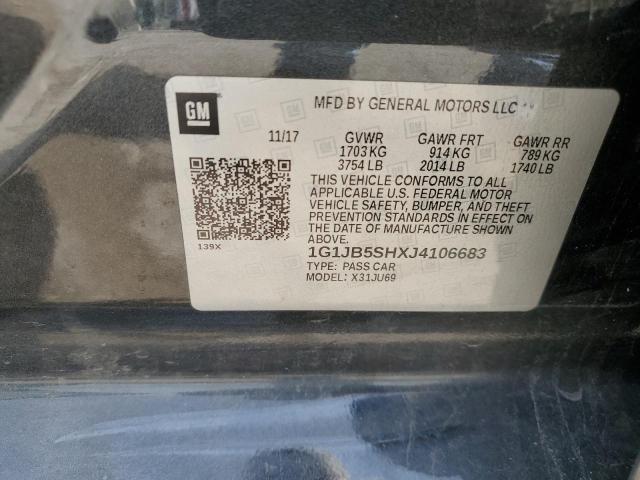 GM
MFD BY GENERAL MOTORS LLC
11/17 GVWR GAWR FRT GAWR RR
1703 KG 914 KG 789 KG
3754 LB 2014 LB 1740 LB
THIS VEHICLE CONFORMS TO ALL
APPLICABLE U.S. FEDERAL MOTOR
VEHICLE SAFETY, BUMPER, AND THEFT
PREVENTION STANDARDS IN EFFECT ON
THE DATE OF MANUFACTURE SHOWN
ABOVE.
139X
1G1JB5SHXJ4106683
TYPE: PASS CAR
MODEL: X31JU69